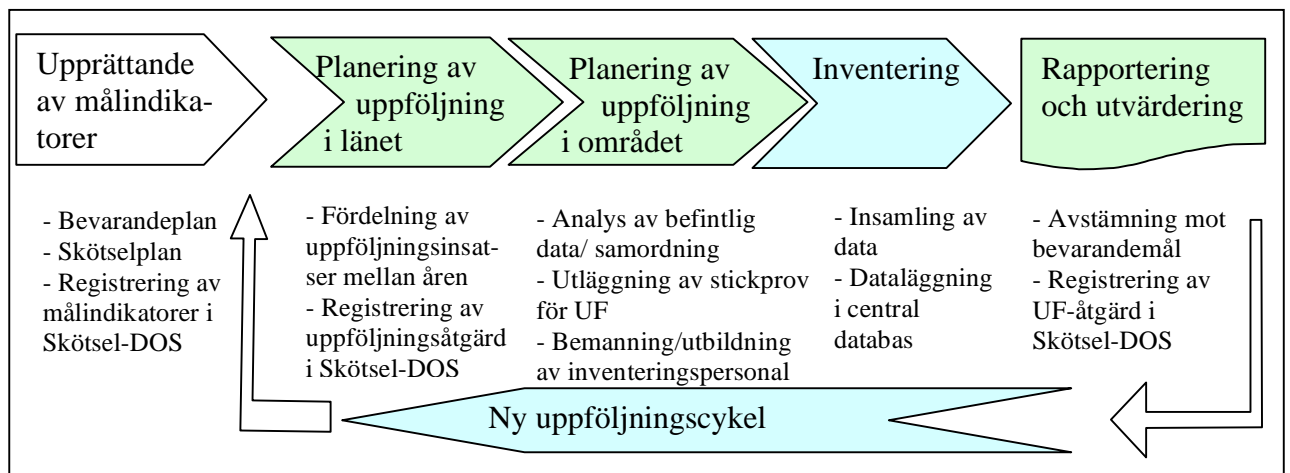 Upprättande
av målindika-
torer
Planering av
uppföljning
i länet
Planering av
uppföljning
i området
Inventering
Rapportering
och utvärdering
- Bevarandeplan
- Skötselplan
- Registrering av
målindikatorer i
Skötsel-DOS
- Fördelning av
uppföljningsinsat-
ser mellan åren
- Registrering av
uppföljningsåtgärd
i Skötsel-DOS
- Analys av befintlig
data/ samordning
- Utläggning av stickprov
för UF
- Bemanning/utbildning
av inventeringspersonal
- Insamling av
data
- Dataläggning
i central
databas
- Avstämning mot
bevarandemål
- Registrering av
UF-åtgärd i
Skötsel-DOS
Ny uppföljningscykel